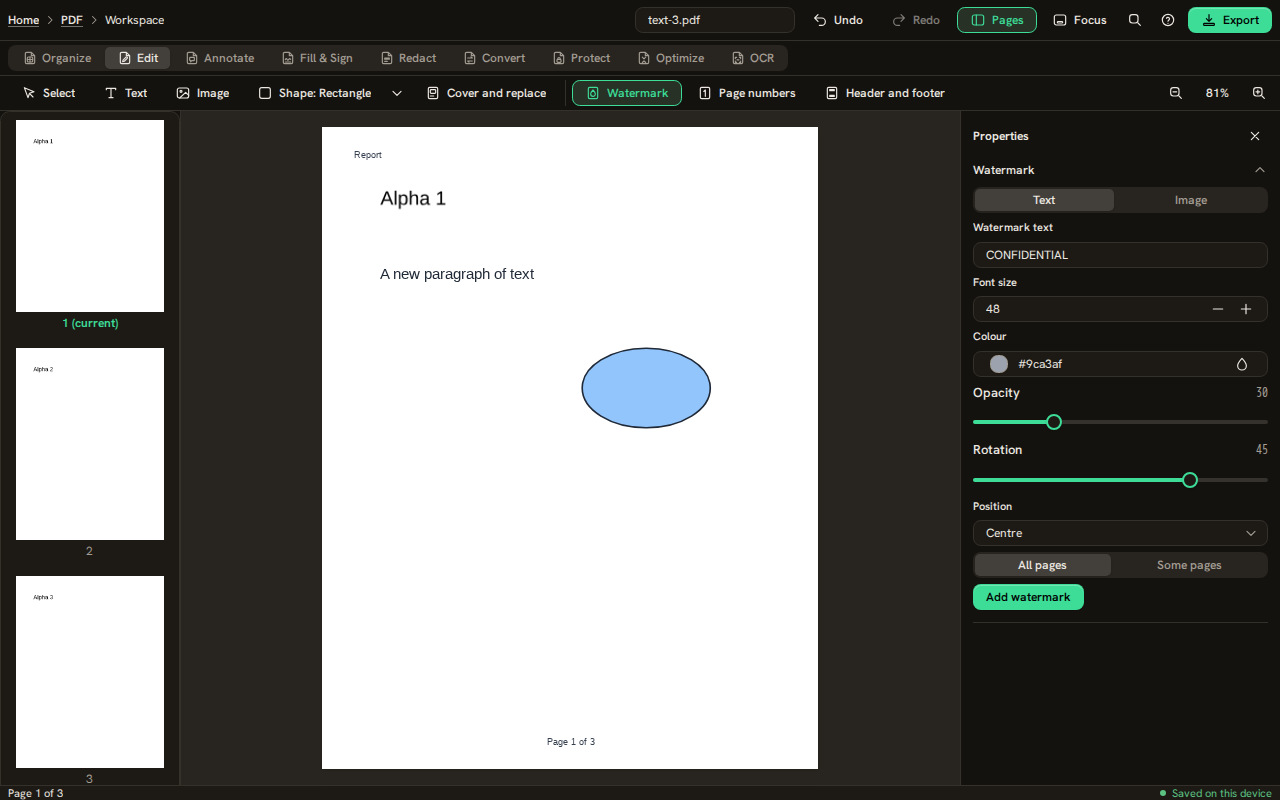 Home > PDF > Workspace
text-3.pdf
Undo
Redo
Pages
Focus
Export
Organize
Edit
Annotate
Fill & Sign
Redact
Convert
Protect
Optimize
OCR
Select
Text
Image
Shape: Rectangle
Cover and replace
Watermark
Page numbers
Header and footer
81%
Alpha 1
1 (current)
Alpha 2
2
Alpha 3
3
Report
Alpha 1
A new paragraph of text
Page 1 of 3
Properties
Watermark
Text
Image
Watermark text
CONFIDENTIAL
Font size
48
Colour
#9ca3af
Opacity
30
Rotation
45
Position
Centre
All pages
Some pages
Add watermark
Page 1 of 3
Saved on this device